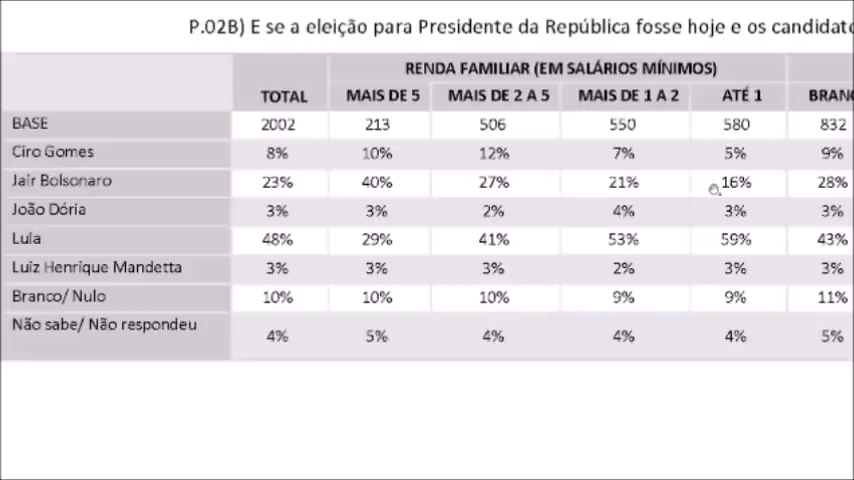 P.02B) E se a eleição para Presidente da República fosse hoje e os candidato
RENDA FAMILIAR (EM SALÁRIOS MÍNIMOS)
TOTAL MAIS DE 5 MAIS DE 2 A 5 MAIS DE 1 A 2 ATÉ 1 BRANC
BASE 2002 213 506 550 580 832
Ciro Gomes 8% 10% 12% 7% 5% 9%
Jair Bolsonaro 23% 40% 27% 21% 16% 28%
João Dória 3% 3% 2% 4% 3% 3%
Lula 48% 29% 41% 53% 59% 43%
Luiz Henrique Mandetta 3% 3% 3% 2% 3% 3%
Branco/ Nulo 10% 10% 10% 9% 9% 11%
Não sabe/ Não respondeu 4% 5% 4% 4% 4% 5%